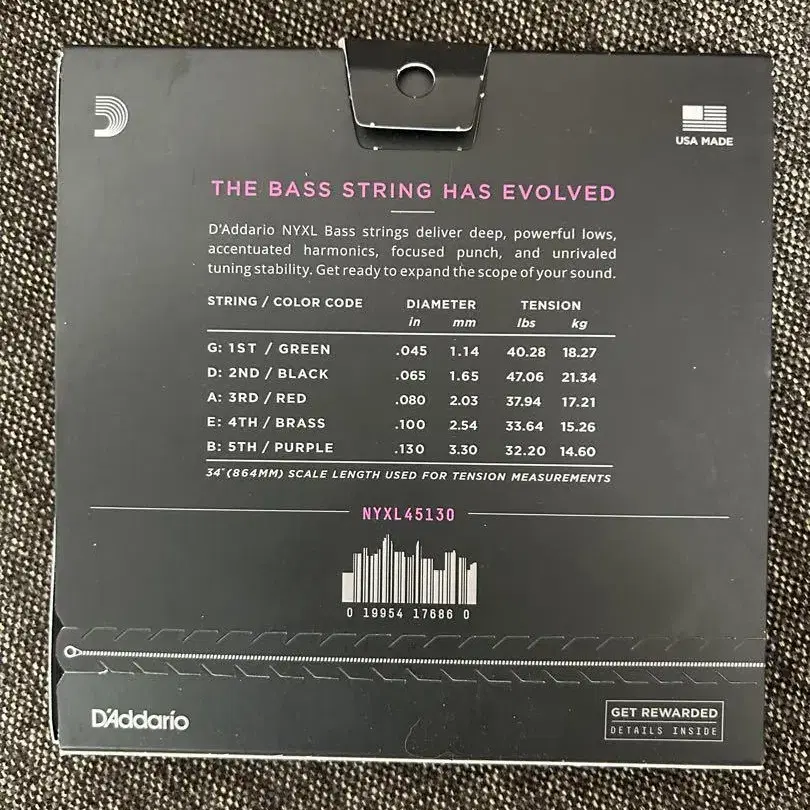 USA MADE
THE BASS STRING HAS EVOLVED
D'Addario NYXL Bass strings deliver deep, powerful lows,
accentuated harmonics, focused punch, and unrivaled
tuning stability. Get ready to expand the scope of your sound.
STRING / COLOR CODE DIAMETER TENSION
in mm lbs kg
G: 1ST / GREEN .045 1.14 40.28 18.27
D: 2ND / BLACK .065 1.65 47.06 21.34
A: 3RD / RED .080 2.03 37.94 17.21
E: 4TH / BRASS .100 2.54 33.64 15.26
B: 5TH / PURPLE .130 3.30 32.20 14.60
34" (864MM) SCALE LENGTH USED FOR TENSION MEASUREMENTS
NYXL45130
0 19954 17686 0
D'Addario
GET REWARDED
DETAILS INSIDE